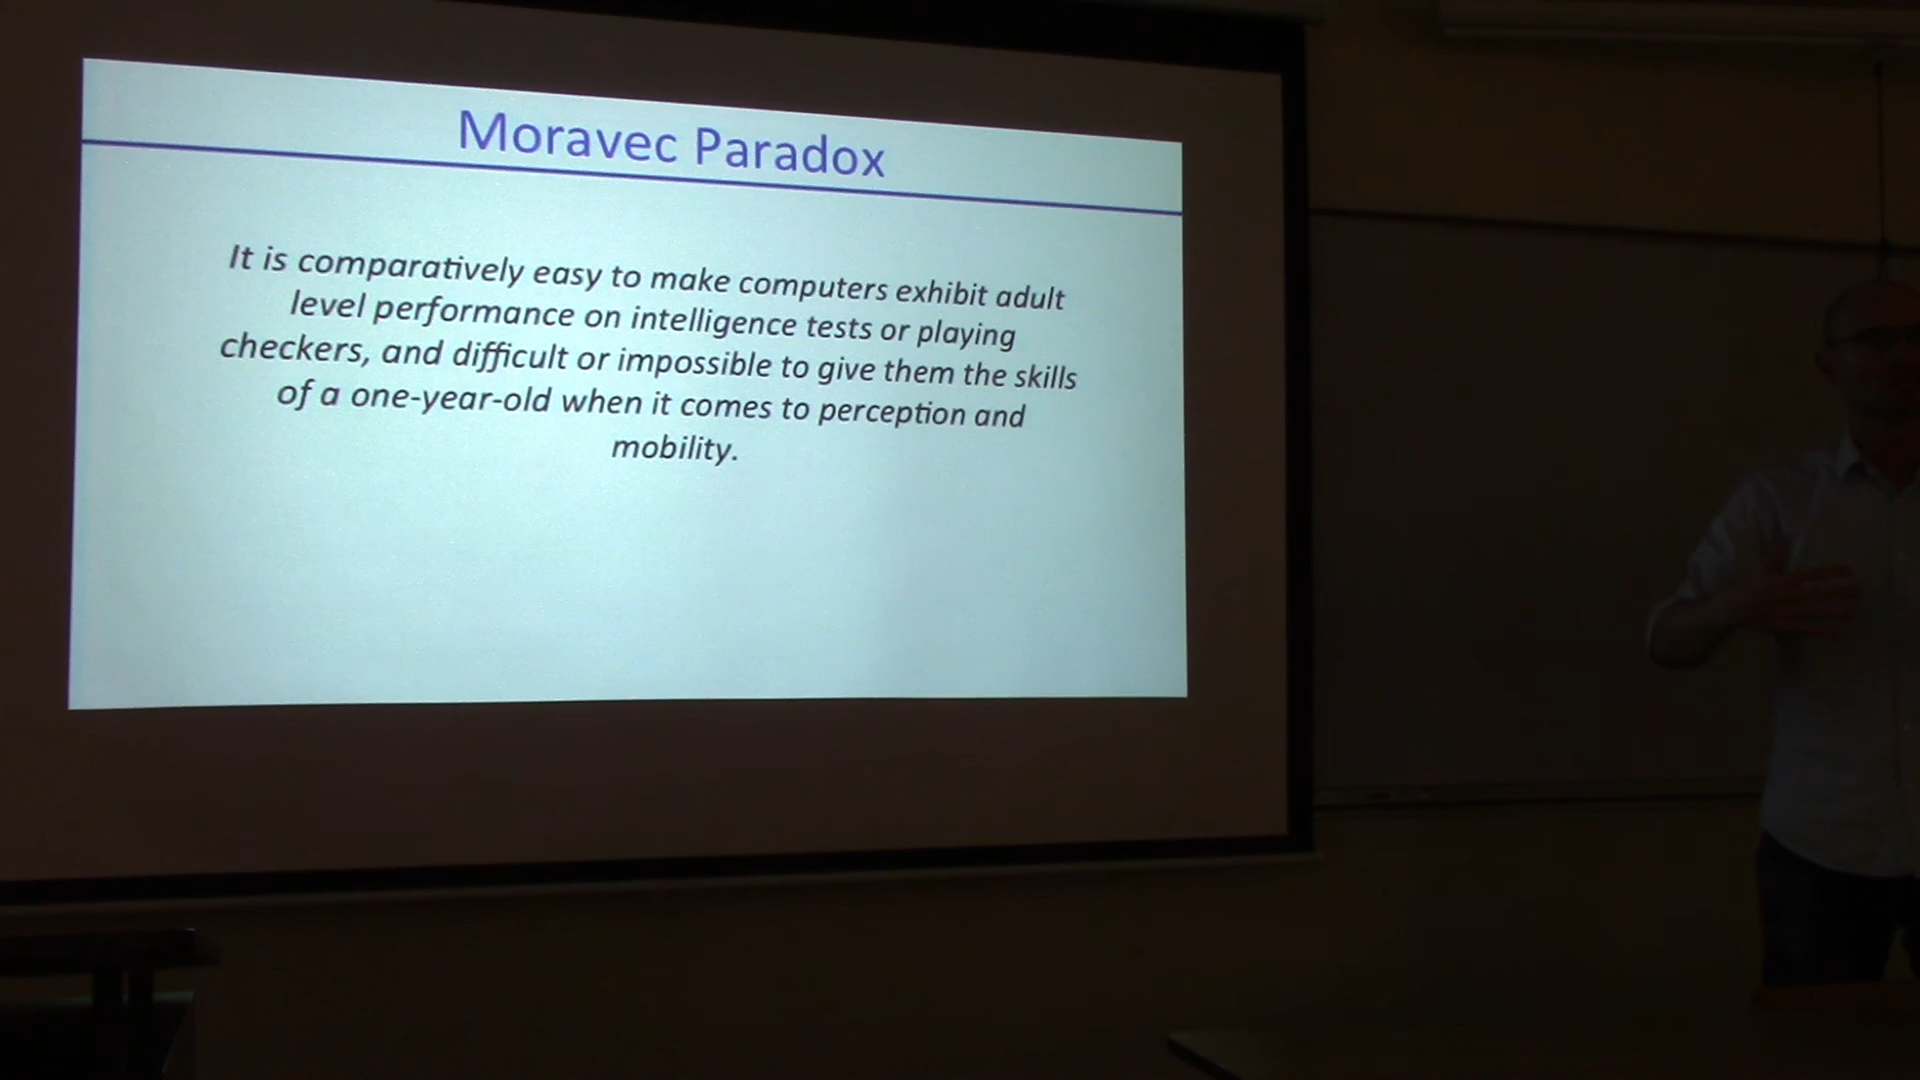 Moravec Paradox
It is comparatively easy to make computers exhibit adult
level performance on intelligence tests or playing
checkers, and difficult or impossible to give them the skills
of a one-year-old when it comes to perception and
mobility.